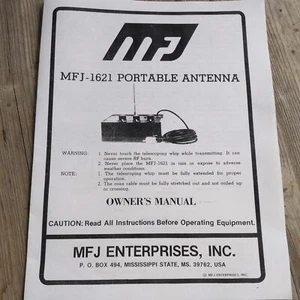 MFJ
MFJ-1621 PORTABLE ANTENNA
WARNING: 1. Never touch the telescoping whip while transmitting. It can
cause severe RF burn.
2. Never place the MFJ-1621 in rain or expose to adverse
weather conditions.
NOTE: 1. The telescoping whip must be fully extended for proper
operation.
2. The coax cable must be fully stretched out and not rolled up
or crossing.
OWNER'S MANUAL
CAUTION: Read All Instructions Before Operating Equipment.
MFJ ENTERPRISES, INC.
P. O. BOX 494, MISSISSIPPI STATE, MS. 39762, USA
© MFJ ENTERPRISES, INC.